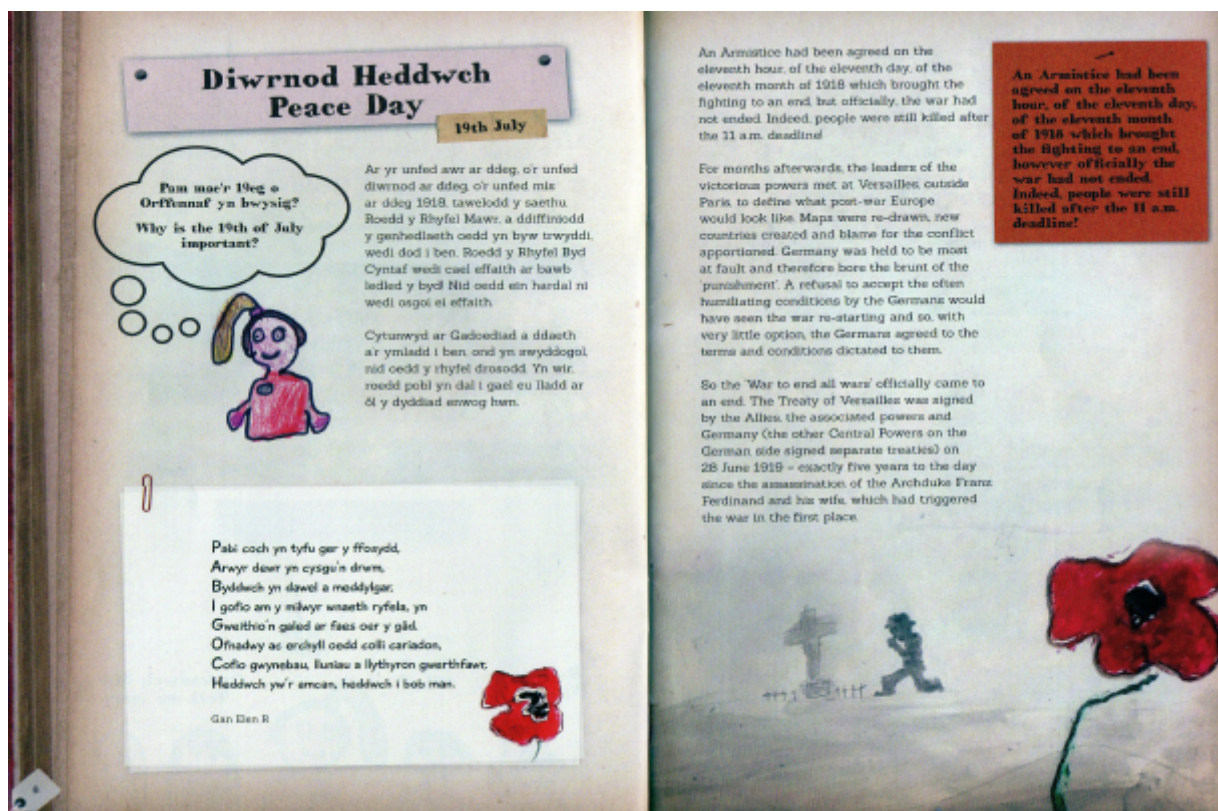 Diwrnod Heddwch
Peace Day
19th July
Pam mae'r 19eg o
Orffennaf yn bwysig?
Why is the 19th of July
important?
Ar yr unfed awr ar ddeg, o'r unfed
diwrnod ar ddeg, o'r unfed mis
ar ddeg 1918, tawelodd y saethu.
Roedd y Rhyfel Mawr, a ddiffiniodd
y genhedlaeth oedd yn byw trwyddi,
wedi dod i ben. Roedd y Rhyfel Byd
Cyntaf wedi cael effaith ar bawb
ledled y byd! Nid oedd ein hardal ni
wedi osgoi ei effaith.
Cytunwyd ar Gadoediad a ddaeth
a'r ymladd i ben, ond yn swyddogol,
nid oedd y rhyfel drosodd. Yn wir,
roedd pobl yn dal i gael eu lladd ar
ôl y dyddiad enwog hwn.
Pabi coch yn tyfu ger y ffosydd,
Arwyr dewr yn cysgu'n drwm,
Byddwch yn dawel a meddylgar,
I gofio am y milwyr wnaeth ryfela, yn
Gweithio'n galed ar faes oer y gâd,
Ofnadwy ac erchyll oedd colli cariadon,
Cofio gwynebau, lluniau a llythyron gwerthfawr,
Heddwch yw'r amcan, heddwch i bob man.
Gan Elen R
An Armistice had been agreed on the
eleventh hour, of the eleventh day, of the
eleventh month of 1918 which brought the
fighting to an end, but officially, the war had
not ended. Indeed, people were still killed after
the 11 a.m. deadline!
For months afterwards, the leaders of the
victorious powers met at Versailles, outside
Paris, to define what post-war Europe
would look like. Maps were re-drawn, new
countries created and blame for the conflict
apportioned. Germany was held to be most
at fault and therefore bore the brunt of the
'punishment'. A refusal to accept the often
humiliating conditions by the Germans would
have seen the war re-starting and so, with
very little option, the Germans agreed to the
terms and conditions dictated to them.
So the 'War to end all wars' officially came to
an end. The Treaty of Versailles was signed
by the Allies, the associated powers and
Germany (the other Central Powers on the
German side signed separate treaties) on
28 June 1919 – exactly five years to the day
since the assassination of the Archduke Franz
Ferdinand and his wife, which had triggered
the war in the first place.
An Armistice had been
agreed on the eleventh
hour, of the eleventh day,
of the eleventh month
of 1918 which brought
the fighting to an end,
however officially the
war had not ended.
Indeed, people were still
killed after the 11 a.m.
deadline!